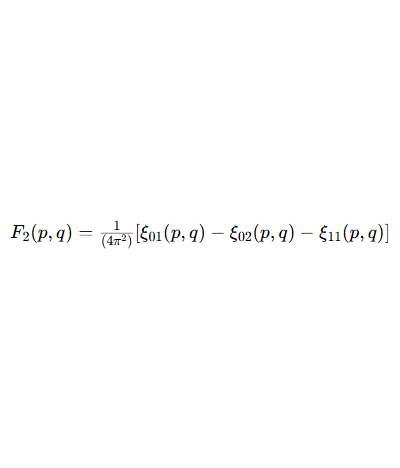 $F_2(p,q) = \frac{1}{(4\pi^2)}[\xi_{01}(p,q) - \xi_{02}(p,q) - \xi_{11}(p,q)]$